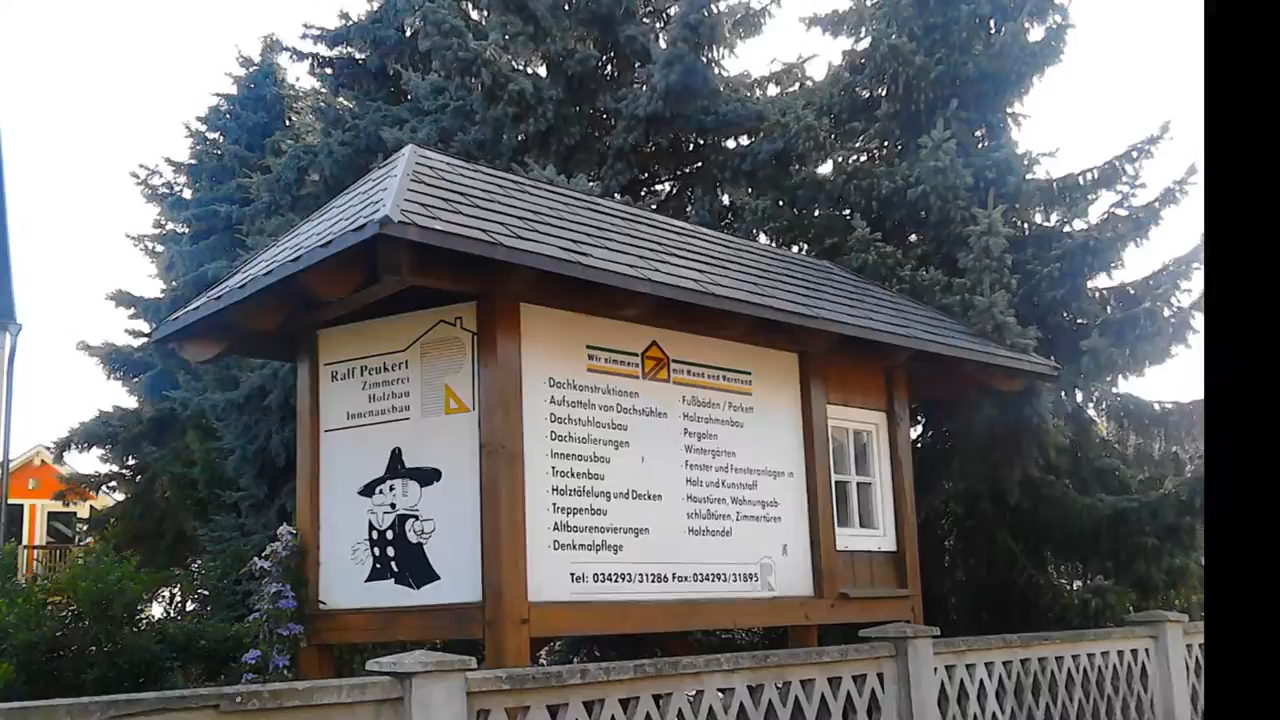 Ralf Peukert
Zimmerei
Holzbau
Innenausbau
Wir zimmern mit Hand und Verstand
· Dachkonstruktionen
· Aufsatteln von Dachstühlen
· Dachstuhlausbau
· Dachisolierungen
· Innenausbau
· Trockenbau
· Holztäfelung und Decken
· Treppenbau
· Altbaurenovierungen
· Denkmalpflege
· Fußböden / Parkett
· Holzrahmenbau
· Pergolen
· Wintergärten
· Fenster und Fensteranlagen in
Holz und Kunststoff
· Haustüren, Wohnungsab-
schlußtüren, Zimmertüren
· Holzhandel
Tel: 034293/31286 Fax:034293/31895